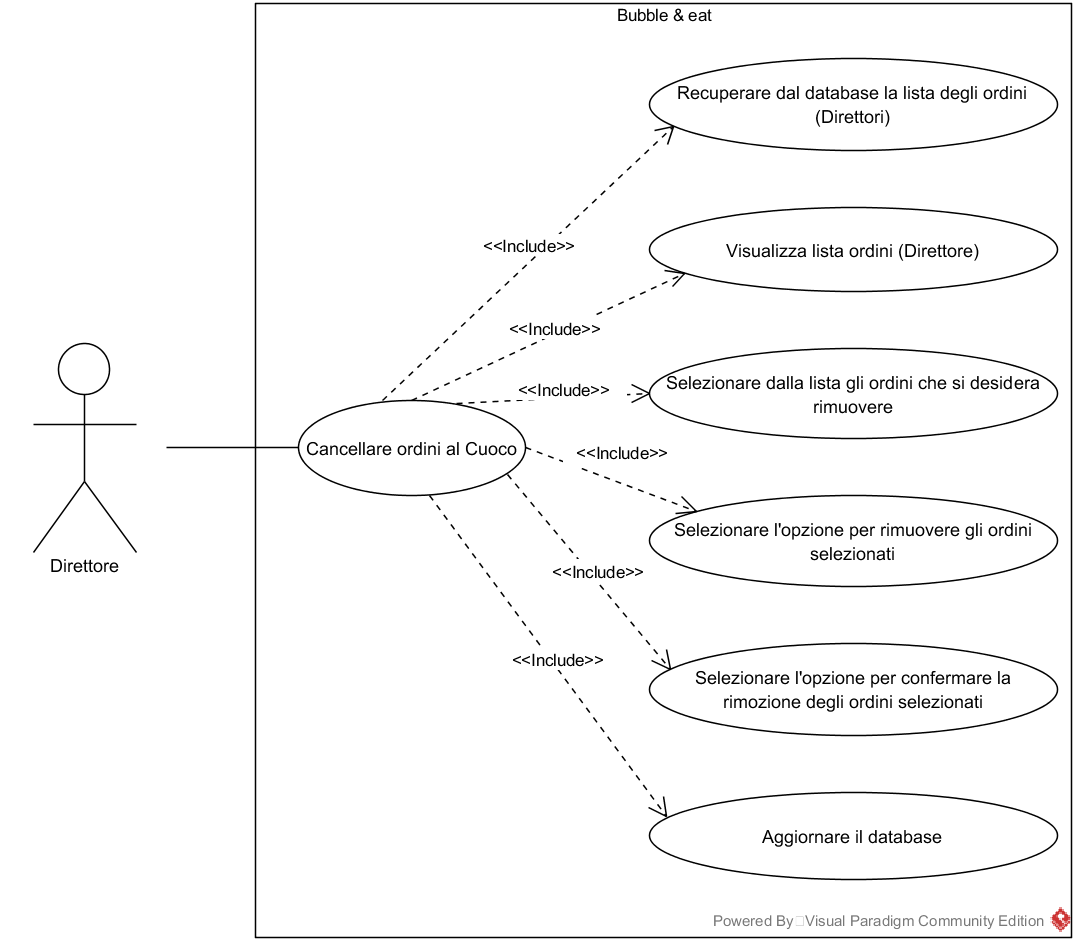 Bubble & eat
Recuperare dal database la lista degli ordini
(Direttori)
<<Include>>
Visualizza lista ordini (Direttore)
<<Include>>
Selezionare dalla lista gli ordini che si desidera
rimuovere
<<Include>>
Cancellare ordini al Cuoco
<<Include>>
Selezionare l'opzione per rimuovere gli ordini
selezionati
Direttore
<<Include>>
Selezionare l'opzione per confermare la
rimozione degli ordini selezionati
<<Include>>
Aggiornare il database
Powered By Visual Paradigm Community Edition